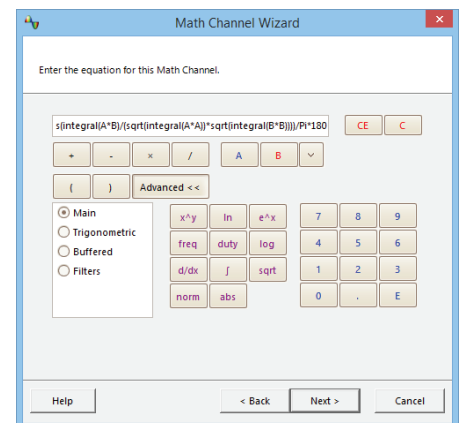 Math Channel Wizard
Enter the equation for this Math Channel.
s(integral(A*B)/(sqrt(integral(A*A))*sqrt(integral(B*B))))/Pi*180 CE C
+ - × / A B
( ) Advanced <<
Main x^y ln e^x 7 8 9
Trigonometric
Buffered freq duty log 4 5 6
Filters d/dx ∫ sqrt 1 2 3
norm abs 0 . E
Help < Back Next > Cancel